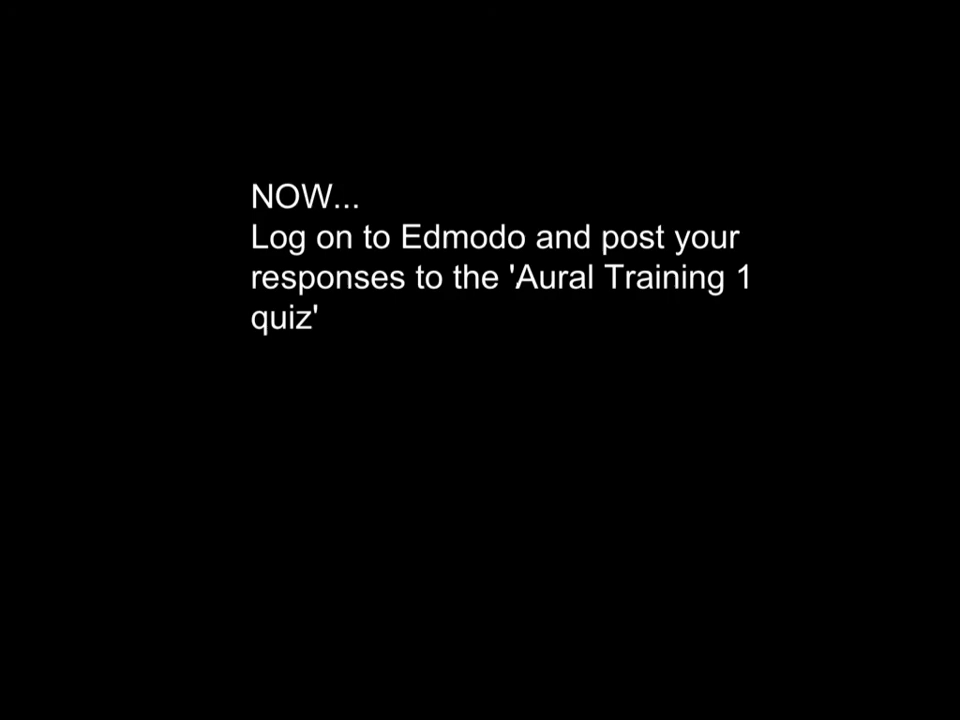 NOW...
Log on to Edmodo and post your
responses to the 'Aural Training 1
quiz'